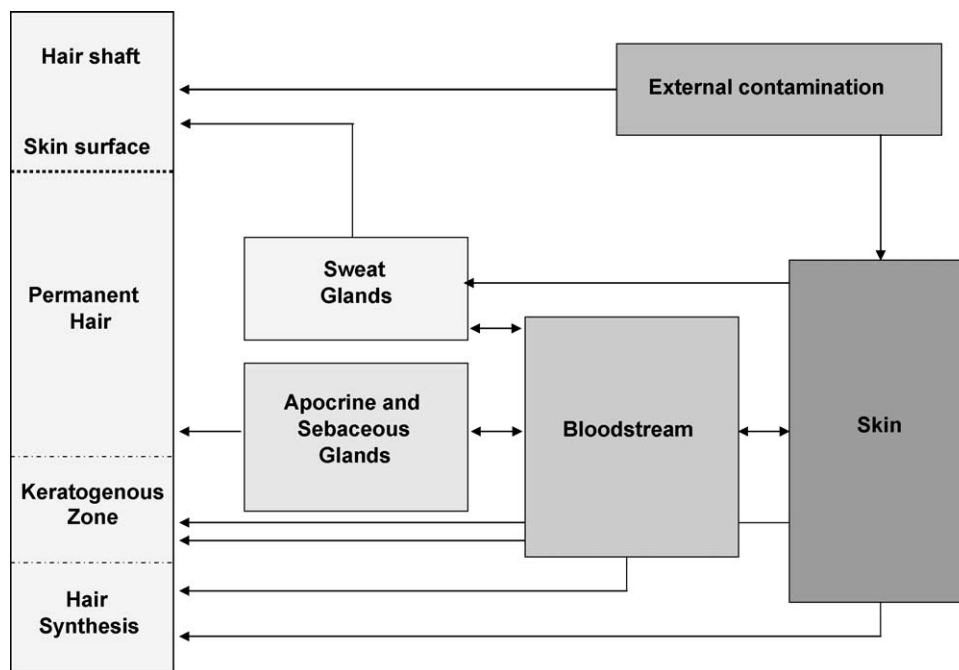 Hair shaft
Skin surface
Permanent
Hair
Keratogenous
Zone
Hair
Synthesis
External contamination
Sweat
Glands
Apocrine and
Sebaceous
Glands
Bloodstream
Skin